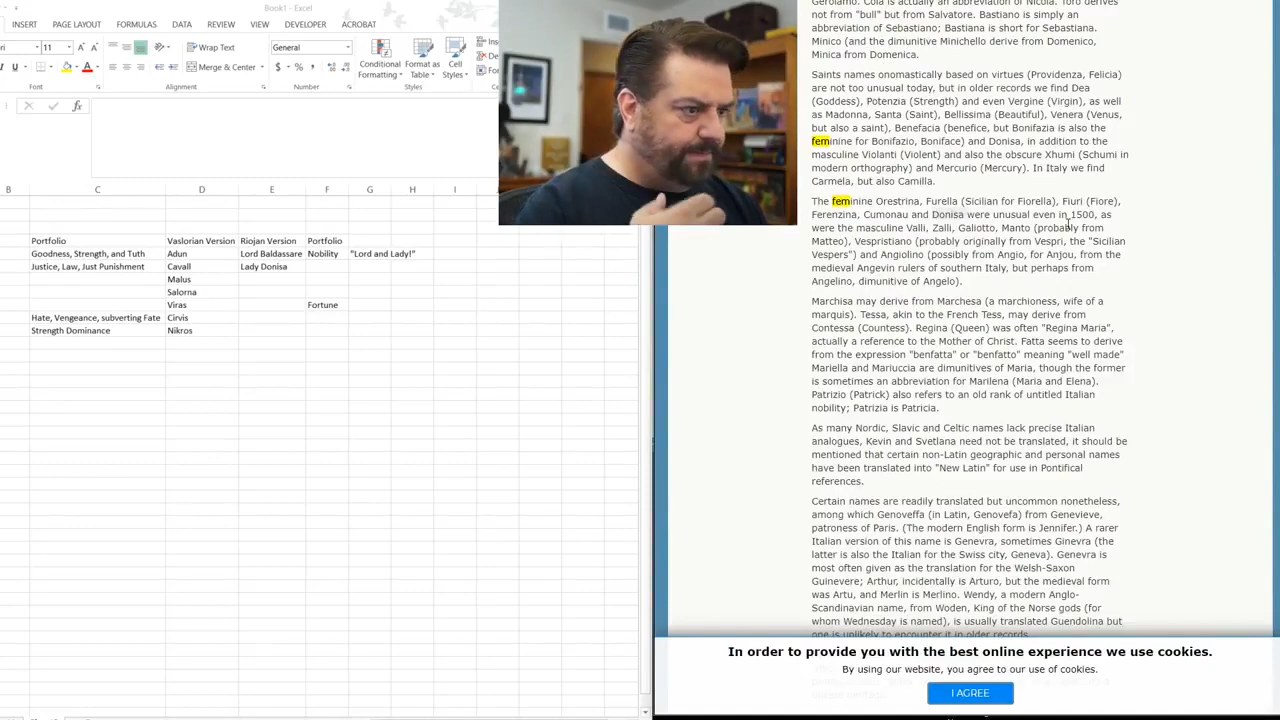 Book1 - Excel
INSERT PAGE LAYOUT FORMULAS DATA REVIEW VIEW DEVELOPER ACROBAT
11 A A Wrap Text General
U A Merge & Center $ % , Conditional Formatting Format as Table Cell Styles
Alignment Number Styles
fx
B C D E F G H I
Portfolio Vaslorian Version Riojan Version Portfolio
Goodness, Strength, and Tuth Adun Lord Baldassare Nobility "Lord and Lady!"
Justice, Law, Just Punishment Cavall Lady Donisa
Malus
Salorna
Viras Fortune
Hate, Vengeance, subverting Fate Cirvis
Strength Dominance Nikros
Gerolamo. Cola is actually an abbreviation of Nicola. Toro derives
not from "bull" but from Salvatore. Bastiano is simply an
abbreviation of Sebastiano; Bastiana is short for Sebastiana.
Minico (and the dimunitive Minichello derive from Domenico,
Minica from Domenica.
Saints names onomastically based on virtues (Providenza, Felicia)
are not too unusual today, but in older records we find Dea
(Goddess), Potenzia (Strength) and even Vergine (Virgin), as well
as Madonna, Santa (Saint), Bellissima (Beautiful), Venera (Venus,
but also a saint), Benefacia (benefice, but Bonifazia is also the
feminine for Bonifazio, Boniface) and Donisa, in addition to the
masculine Violanti (Violent) and also the obscure Xhumi (Schumi in
modern orthography) and Mercurio (Mercury). In Italy we find
Carmela, but also Camilla.
The feminine Orestrina, Furella (Sicilian for Fiorella), Fiuri (Fiore),
Ferenzina, Cumonau and Donisa were unusual even in 1500, as
were the masculine Valli, Zalli, Galiotto, Manto (probably from
Matteo), Vespristiano (probably originally from Vespri, the "Sicilian
Vespers") and Angiolino (possibly from Angio, for Anjou, from the
medieval Angevin rulers of southern Italy, but perhaps from
Angelino, dimunitive of Angelo).
Marchisa may derive from Marchesa (a marchioness, wife of a
marquis). Tessa, akin to the French Tess, may derive from
Contessa (Countess). Regina (Queen) was often "Regina Maria",
actually a reference to the Mother of Christ. Fatta seems to derive
from the expression "benfatta" or "benfatto" meaning "well made"
Mariella and Mariuccia are dimunitives of Maria, though the former
is sometimes an abbreviation for Marilena (Maria and Elena).
Patrizio (Patrick) also refers to an old rank of untitled Italian
nobility; Patrizia is Patricia.
As many Nordic, Slavic and Celtic names lack precise Italian
analogues, Kevin and Svetlana need not be translated, it should be
mentioned that certain non-Latin geographic and personal names
have been translated into "New Latin" for use in Pontifical
references.
Certain names are readily translated but uncommon nonetheless,
among which Genoveffa (in Latin, Genovefa) from Genevieve,
patroness of Paris. (The modern English form is Jennifer.) A rarer
Italian version of this name is Genevra, sometimes Ginevra (the
latter is also the Italian for the Swiss city, Geneva). Genevra is
most often given as the translation for the Welsh-Saxon
Guinevere; Arthur, incidentally is Arturo, but the medieval form
was Artu, and Merlin is Merlino. Wendy, a modern Anglo-
Scandinavian name, from Woden, King of the Norse gods (for
whom Wednesday is named), is usually translated Guendolina but
one is unlikely to encounter it in older records.
In order to provide you with the best online experience we use cookies.
By using our website, you agree to our use of cookies.
I AGREE